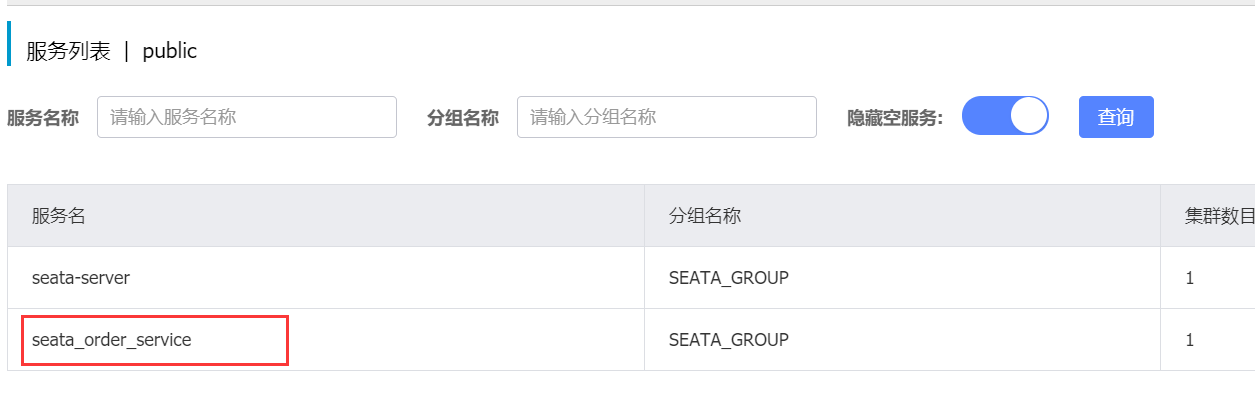 服务列表 | public
服务名称 请输入服务名称 分组名称 请输入分组名称 隐藏空服务: 查询
服务名 分组名称 集群数目
seata-server SEATA_GROUP 1
seata_order_service SEATA_GROUP 1